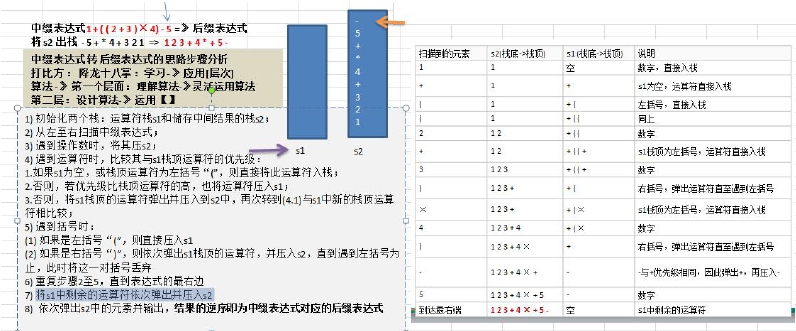 中缀表达式1+((2+3)×4)-5 =》后缀表达式
将s2出栈 -5+*4+321 => 123+4*+5-
中缀表达式转后缀表达式的思路步骤分析
打比方：降龙十八掌：学习-》应用[层次]
算法-》第一个层面：理解算法-》灵活运用算法
第二层：设计算法-》运用【】
1) 初始化两个栈：运算符栈s1和储存中间结果的栈s2；
2) 从左至右扫描中缀表达式；
3) 遇到操作数时，将其压s2；
4) 遇到运算符时，比较其与s1栈顶运算符的优先级：
1.如果s1为空，或栈顶运算符为左括号“(”，则直接将此运算符入栈；
2.否则，若优先级比栈顶运算符的高，也将运算符压入s1；
3.否则，将s1栈顶的运算符弹出并压入到s2中，再次转到(4.1)与s1中新的栈顶运算
符相比较；
5) 遇到括号时：
(1) 如果是左括号“(”，则直接压入s1
(2) 如果是右括号“)”，则依次弹出s1栈顶的运算符，并压入s2，直到遇到左括号为
止，此时将这一对括号丢弃
6) 重复步骤2至5，直到表达式的最右边
7) 将s1中剩余的运算符依次弹出并压入s2
8) 依次弹出s2中的元素并输出，结果的逆序即为中缀表达式对应的后缀表达式
s1
-
5
+
*
4
+
3
2
1
s2
扫描到的元素 s2(栈底->栈顶) s1 (栈底->栈顶) 说明
1 1 空 数字，直接入栈
+ 1 + s1为空，运算符直接入栈
( 1 + ( 左括号，直接入栈
( 1 + ( ( 同上
2 1 2 + ( ( 数字
+ 1 2 + ( ( + s1栈顶为左括号，运算符直接入栈
3 1 2 3 + ( ( + 数字
) 1 2 3 + + ( 右括号，弹出运算符直至遇到左括号
× 1 2 3 + + ( × s1栈顶为左括号，运算符直接入栈
4 1 2 3 + 4 + ( × 数字
) 1 2 3 + 4 × + 右括号，弹出运算符直至遇到左括号
- 1 2 3 + 4 × + - -与+优先级相同，因此弹出+，再压入-
5 1 2 3 + 4 × + 5 - 数字
到达最右端 1 2 3 + 4 × + 5 - 空 s1中剩余的运算符